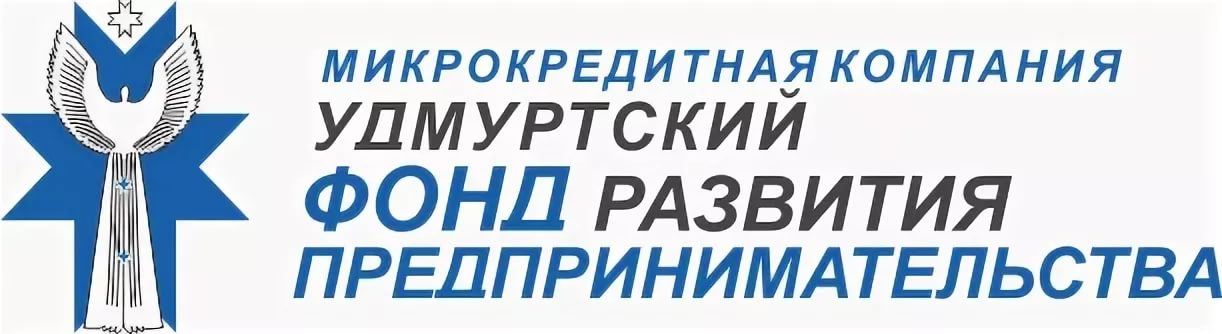 МИКРОКРЕДИТНАЯ КОМПАНИЯ
УДМУРТСКИЙ
ФОНД РАЗВИТИЯ
ПРЕДПРИНИМАТЕЛЬСТВА